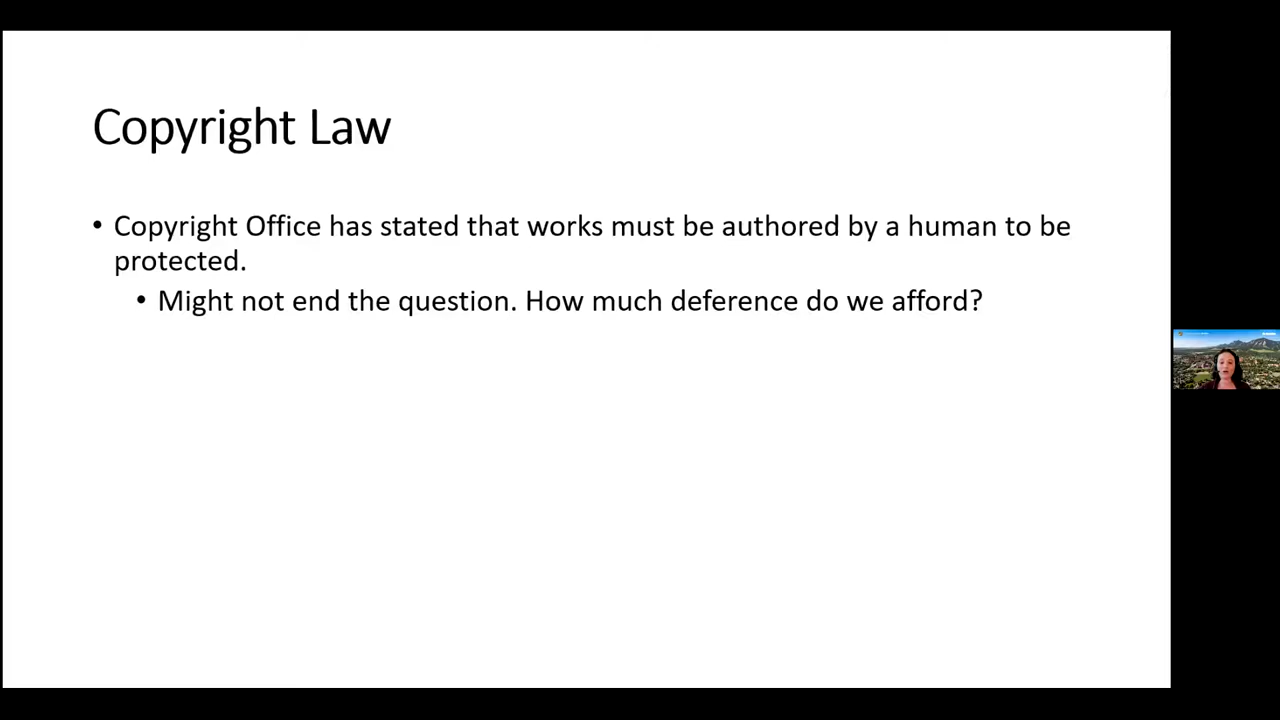 Copyright Law
• Copyright Office has stated that works must be authored by a human to be
protected.
• Might not end the question. How much deference do we afford?